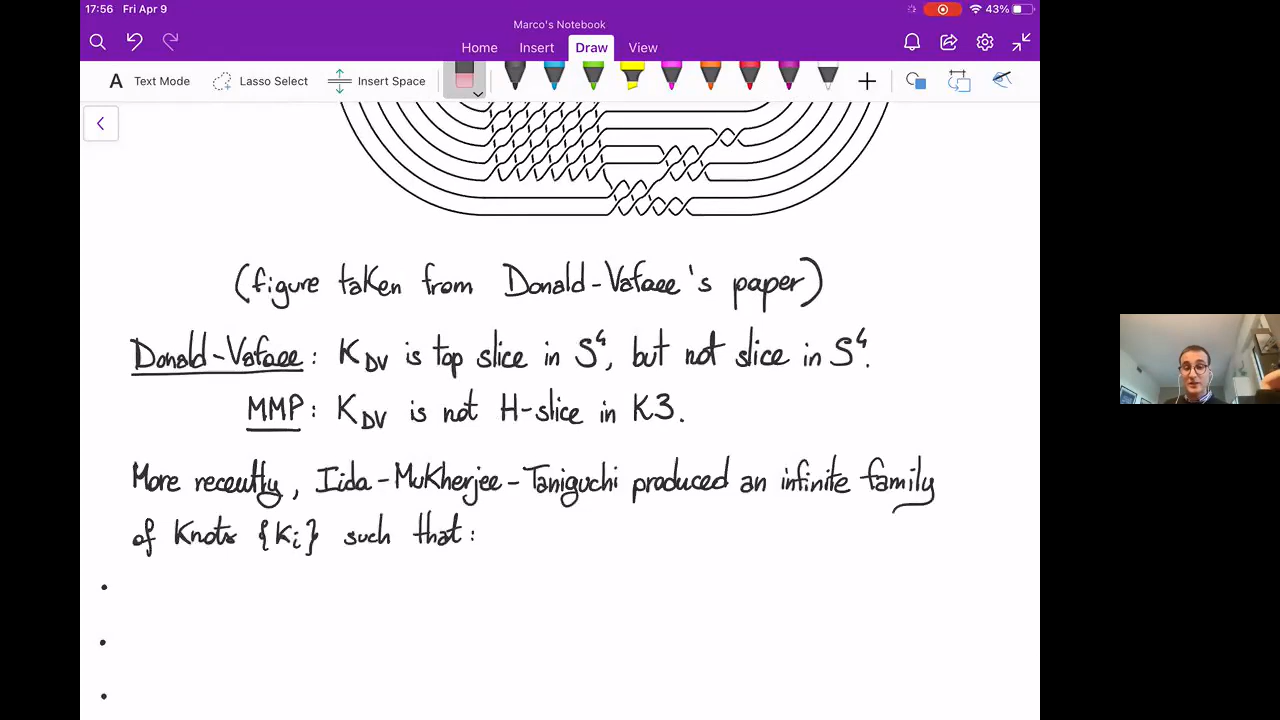 17:56 Fri Apr 9
43%
Marco's Notebook
Home Insert Draw View
A Text Mode Lasso Select Insert Space
(figure taken from Donald-Vafaee's paper)
Donald-Vafaee: K_DV is top slice in S⁴, but not slice in S⁴.
MMP: K_DV is not H-slice in K3.
More recently, Iida-Mukherjee-Taniguchi produced an infinite family
of Knots {K_i} such that: